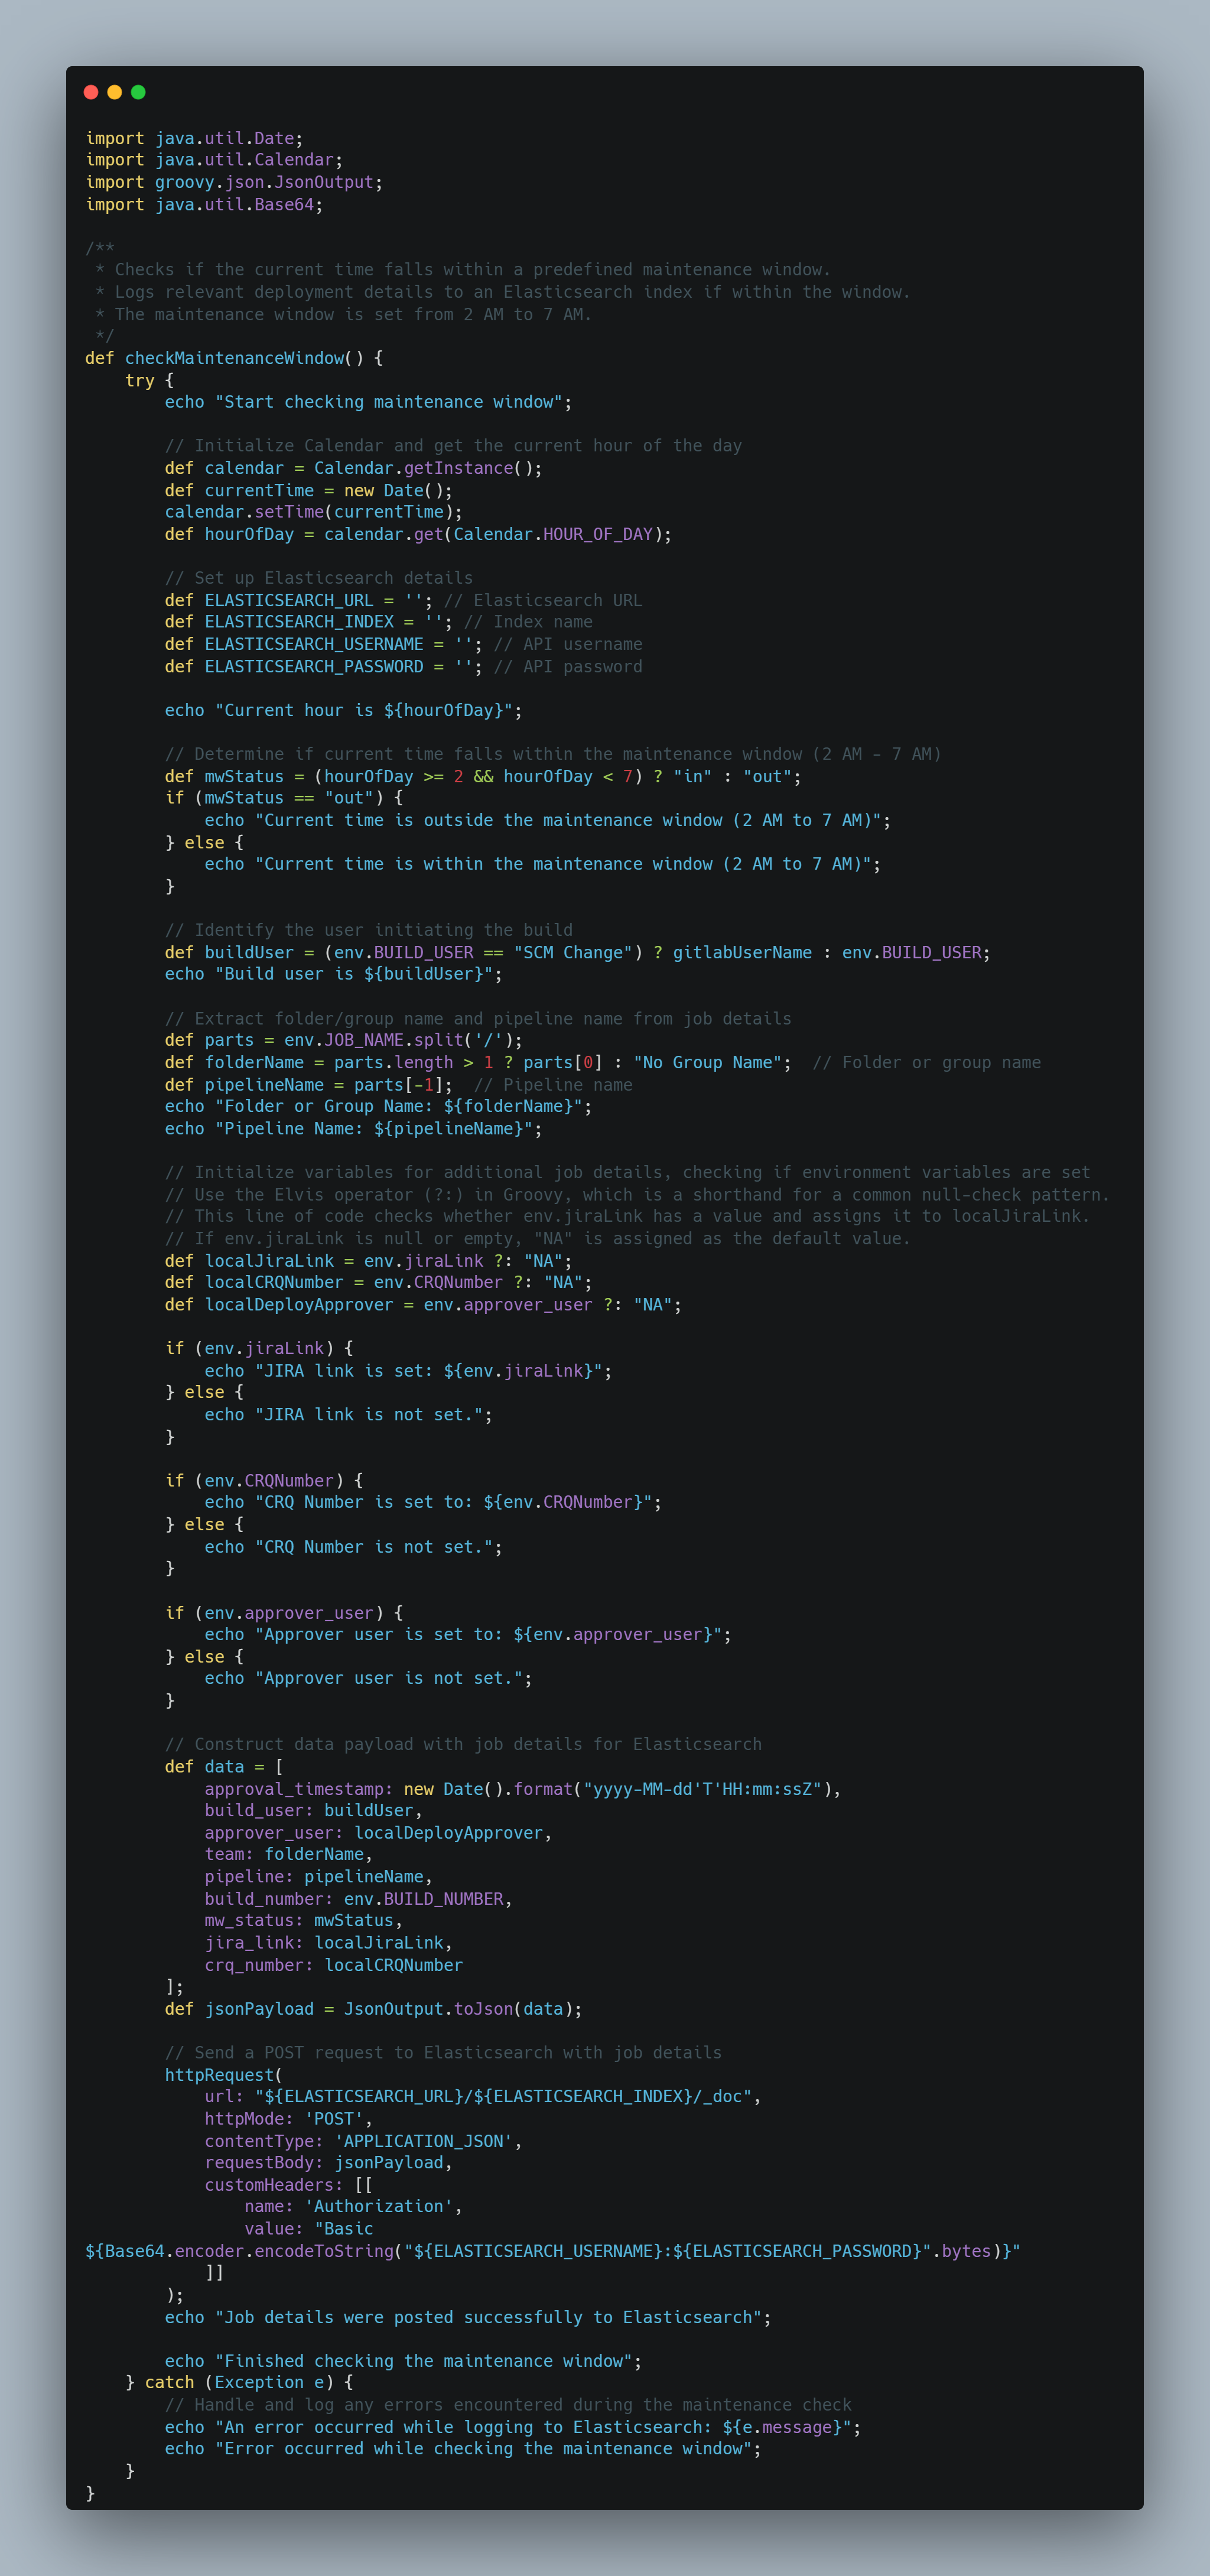 import java.util.Date;
import java.util.Calendar;
import groovy.json.JsonOutput;
import java.util.Base64;

/**
 * Checks if the current time falls within a predefined maintenance window.
 * Logs relevant deployment details to an Elasticsearch index if within the window.
 * The maintenance window is set from 2 AM to 7 AM.
 */
def checkMaintenanceWindow() {
    try {
        echo "Start checking maintenance window";

        // Initialize Calendar and get the current hour of the day
        def calendar = Calendar.getInstance();
        def currentTime = new Date();
        calendar.setTime(currentTime);
        def hourOfDay = calendar.get(Calendar.HOUR_OF_DAY);

        // Set up Elasticsearch details
        def ELASTICSEARCH_URL = ''; // Elasticsearch URL
        def ELASTICSEARCH_INDEX = ''; // Index name
        def ELASTICSEARCH_USERNAME = ''; // API username
        def ELASTICSEARCH_PASSWORD = ''; // API password

        echo "Current hour is ${hourOfDay}";

        // Determine if current time falls within the maintenance window (2 AM - 7 AM)
        def mwStatus = (hourOfDay >= 2 && hourOfDay < 7) ? "in" : "out";
        if (mwStatus == "out") {
            echo "Current time is outside the maintenance window (2 AM to 7 AM)";
        } else {
            echo "Current time is within the maintenance window (2 AM to 7 AM)";
        }

        // Identify the user initiating the build
        def buildUser = (env.BUILD_USER == "SCM Change") ? gitlabUserName : env.BUILD_USER;
        echo "Build user is ${buildUser}";

        // Extract folder/group name and pipeline name from job details
        def parts = env.JOB_NAME.split('/');
        def folderName = parts.length > 1 ? parts[0] : "No Group Name";  // Folder or group name
        def pipelineName = parts[-1];  // Pipeline name
        echo "Folder or Group Name: ${folderName}";
        echo "Pipeline Name: ${pipelineName}";

        // Initialize variables for additional job details, checking if environment variables are set
        // Use the Elvis operator (?:) in Groovy, which is a shorthand for a common null-check pattern.
        // This line of code checks whether env.jiraLink has a value and assigns it to localJiraLink.
        // If env.jiraLink is null or empty, "NA" is assigned as the default value.
        def localJiraLink = env.jiraLink ?: "NA";
        def localCRQNumber = env.CRQNumber ?: "NA";
        def localDeployApprover = env.approver_user ?: "NA";

        if (env.jiraLink) {
            echo "JIRA link is set: ${env.jiraLink}";
        } else {
            echo "JIRA link is not set.";
        }

        if (env.CRQNumber) {
            echo "CRQ Number is set to: ${env.CRQNumber}";
        } else {
            echo "CRQ Number is not set.";
        }

        if (env.approver_user) {
            echo "Approver user is set to: ${env.approver_user}";
        } else {
            echo "Approver user is not set.";
        }

        // Construct data payload with job details for Elasticsearch
        def data = [
            approval_timestamp: new Date().format("yyyy-MM-dd'T'HH:mm:ssZ"),
            build_user: buildUser,
            approver_user: localDeployApprover,
            team: folderName,
            pipeline: pipelineName,
            build_number: env.BUILD_NUMBER,
            mw_status: mwStatus,
            jira_link: localJiraLink,
            crq_number: localCRQNumber
        ];
        def jsonPayload = JsonOutput.toJson(data);

        // Send a POST request to Elasticsearch with job details
        httpRequest(
            url: "${ELASTICSEARCH_URL}/${ELASTICSEARCH_INDEX}/_doc",
            httpMode: 'POST',
            contentType: 'APPLICATION_JSON',
            requestBody: jsonPayload,
            customHeaders: [[
                name: 'Authorization',
                value: "Basic
${Base64.encoder.encodeToString("${ELASTICSEARCH_USERNAME}:${ELASTICSEARCH_PASSWORD}".bytes)}"
            ]]
        );
        echo "Job details were posted successfully to Elasticsearch";

        echo "Finished checking the maintenance window";
    } catch (Exception e) {
        // Handle and log any errors encountered during the maintenance check
        echo "An error occurred while logging to Elasticsearch: ${e.message}";
        echo "Error occurred while checking the maintenance window";
    }
}